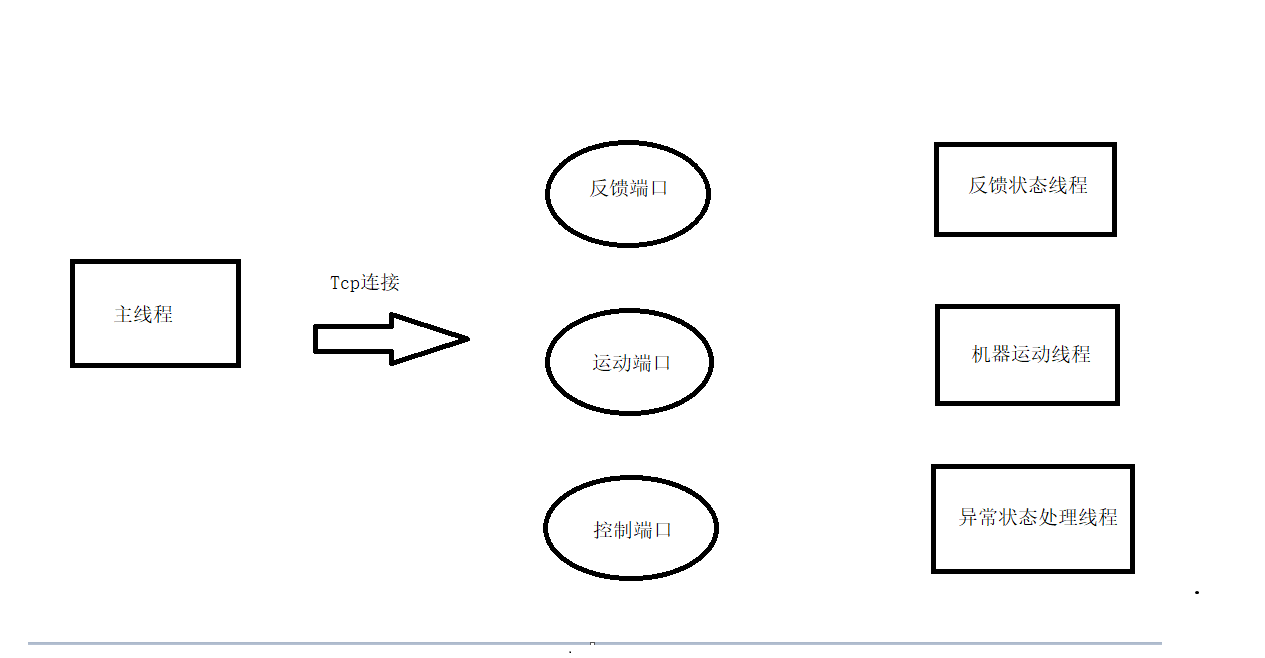 反馈端口
反馈状态线程
Tcp连接
主线程
运动端口
机器运动线程
控制端口
异常状态处理线程